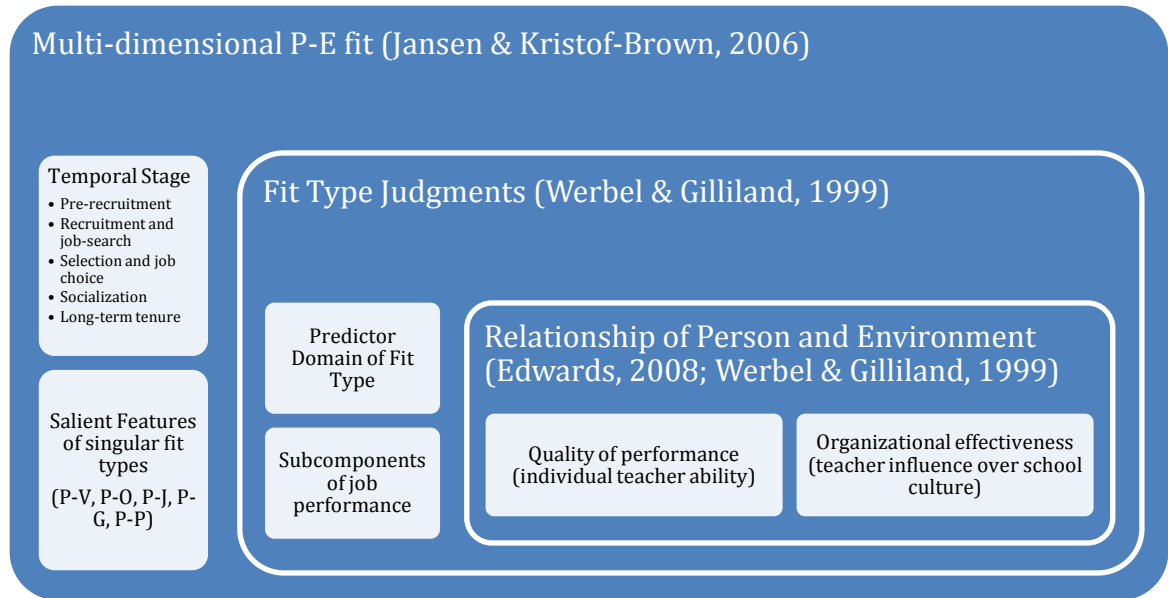 Multi-dimensional P-E fit (Jansen & Kristof-Brown, 2006)
Temporal Stage
• Pre-recruitment
• Recruitment and
job-search
• Selection and job
choice
• Socialization
• Long-term tenure
Salient Features
of singular fit
types
(P-V, P-O, P-J, P-
G, P-P)
Fit Type Judgments (Werbel & Gilliland, 1999)
Predictor
Domain of Fit
Type
Subcomponents
of job
performance
Relationship of Person and Environment
(Edwards, 2008; Werbel & Gilliland, 1999)
Quality of performance
(individual teacher ability)
Organizational effectiveness
(teacher influence over school
culture)